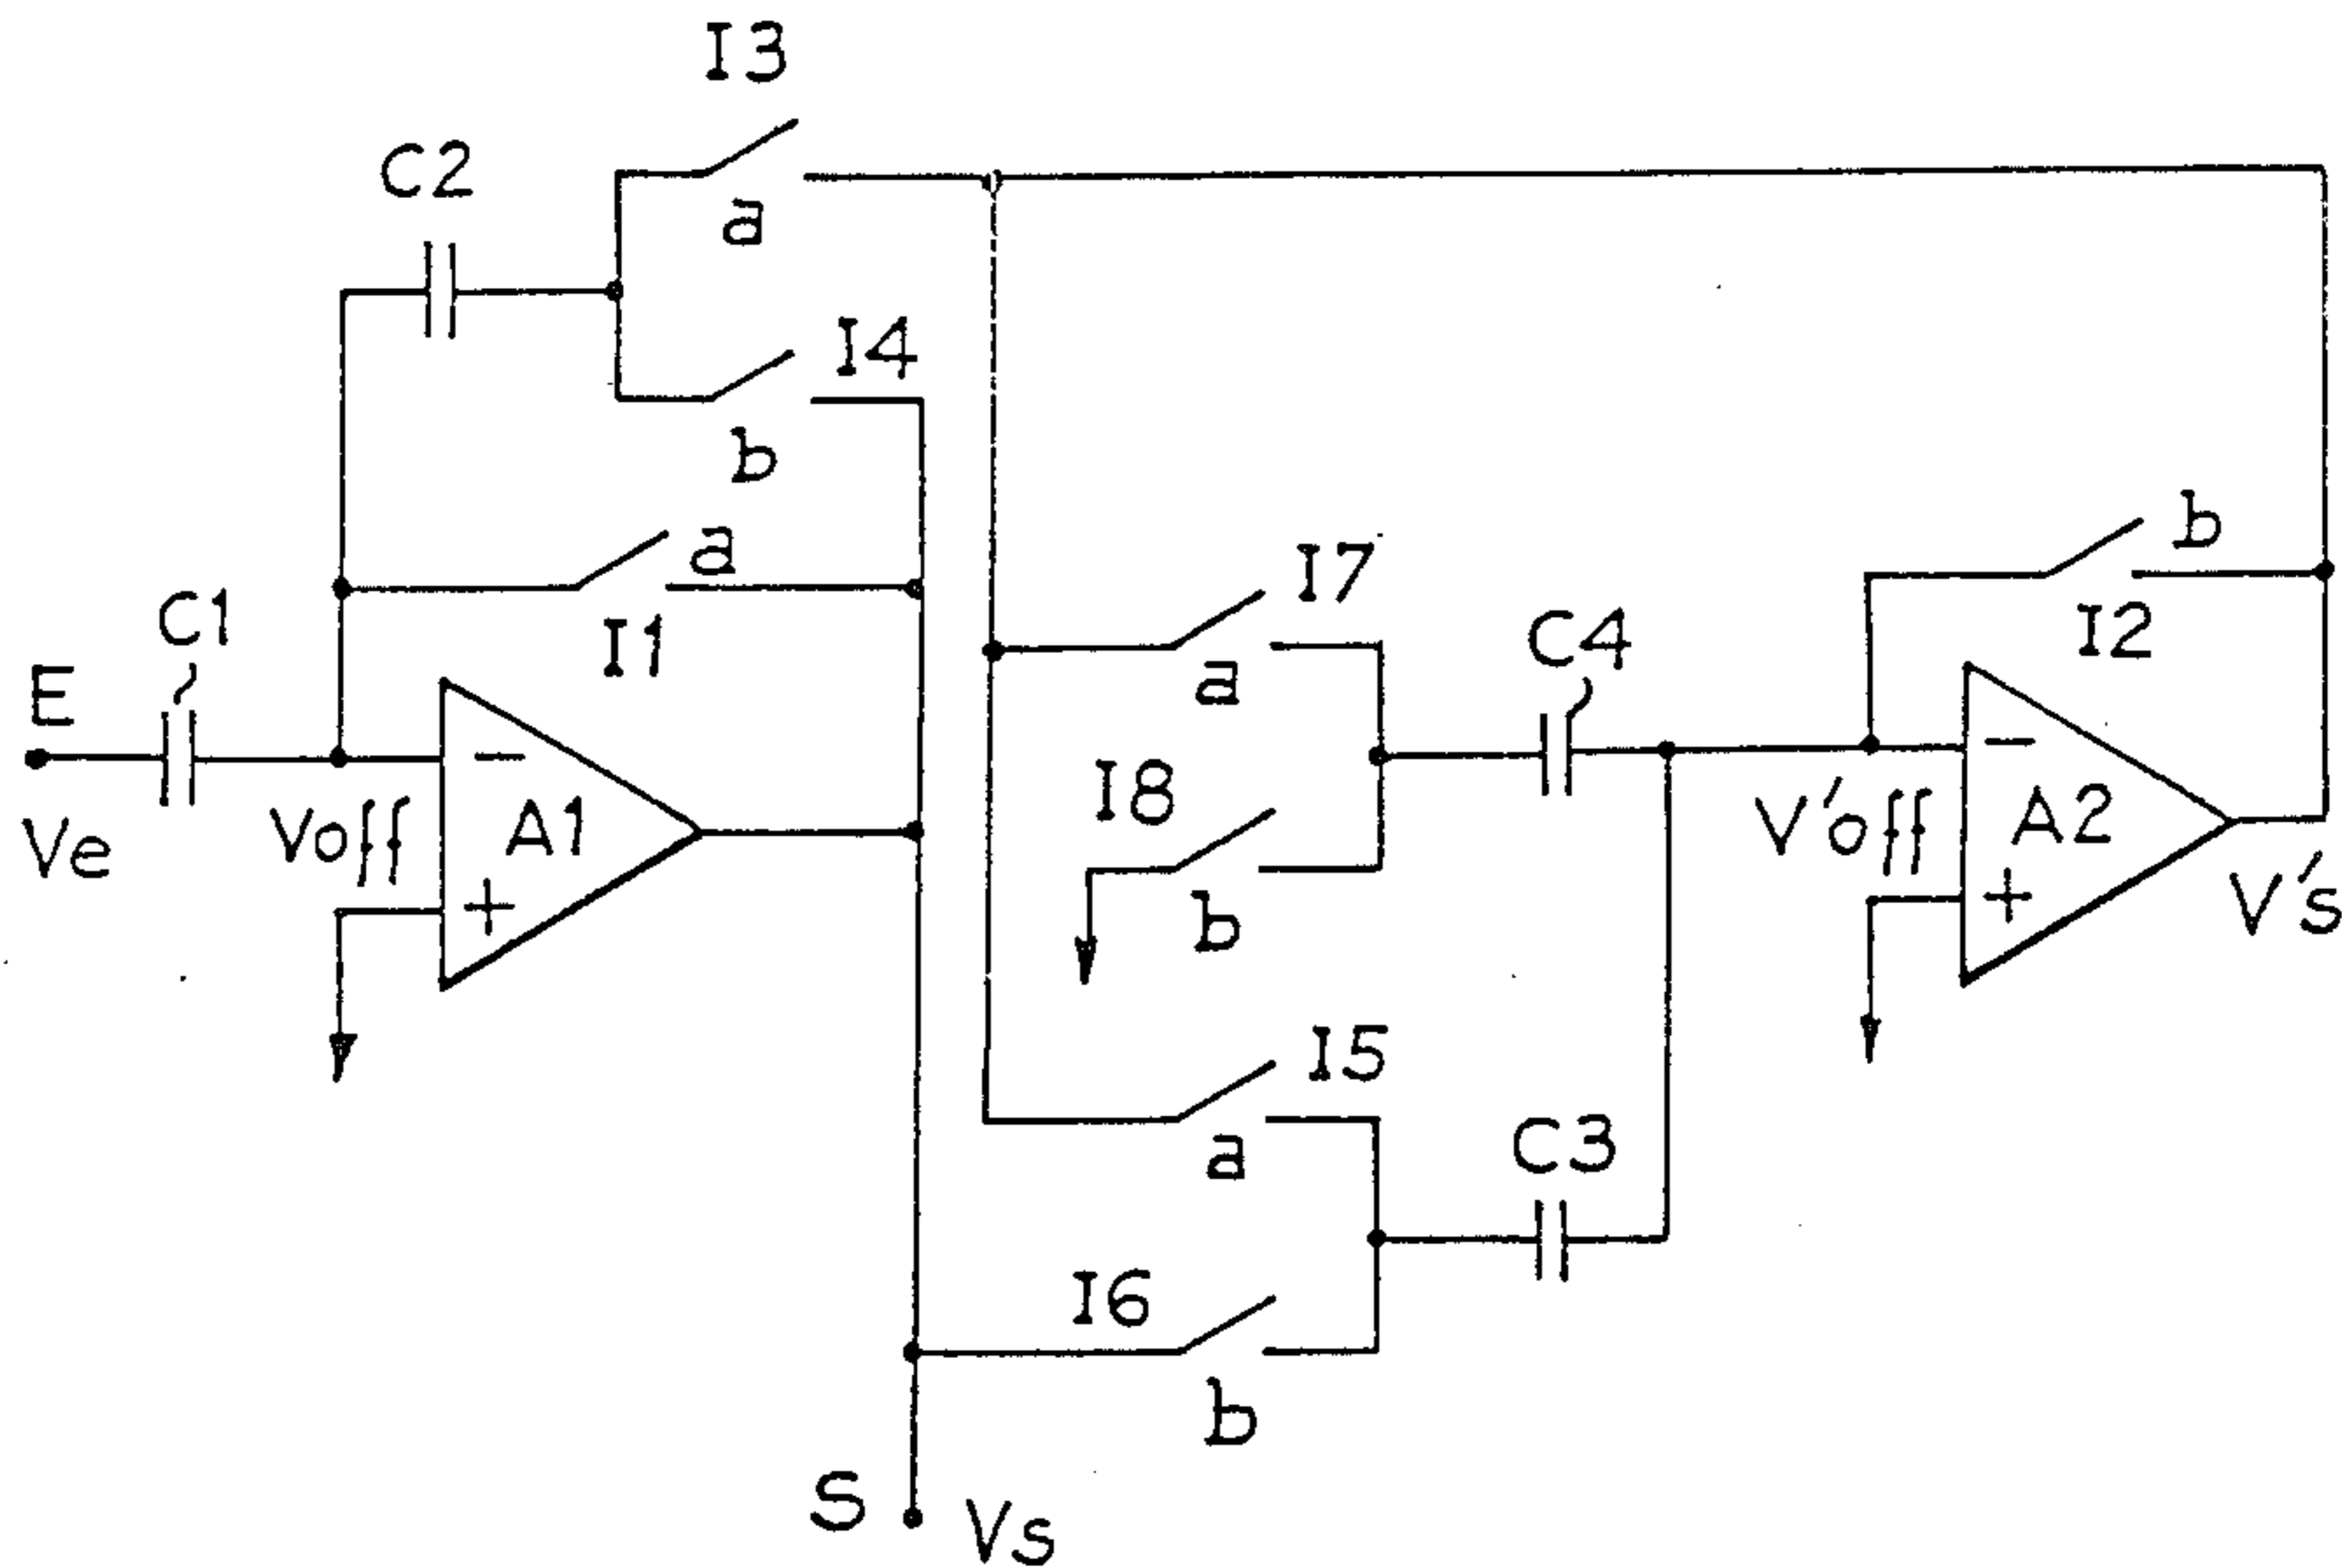 I3
C2
a
I4
b
a
I1
C1
E
Ve
Voff
−
A1
+
I7
a
I8
b
C4
b
I2
−
V'off
A2
+
V's
I5
a
C3
I6
b
S
Vs